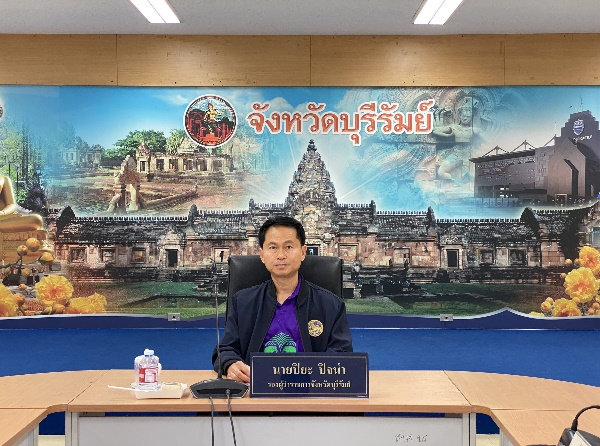 จังหวัดบุรีรัมย์
นายปิยะ ปิจนำ
รองผู้ว่าราชการจังหวัดบุรีรัมย์